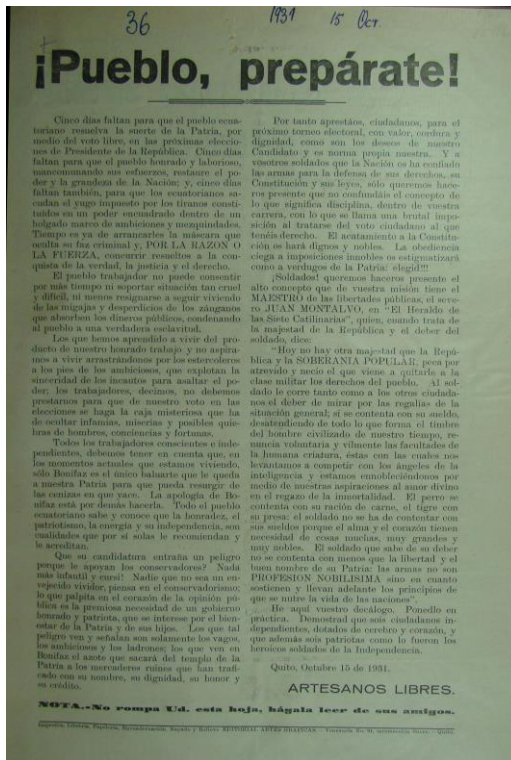 36
1931 15 Oct.
¡Pueblo, prepárate!
Cinco días faltan para que el pueblo ecua-
toriano resuelva la suerte de la Patria, por
medio del voto libre, en las próximas eleccio-
nes de Presidente de la República. Cinco días
faltan para que el pueblo honrado y laborioso,
mancomunando sus esfuerzos, restaure el po-
der y la grandeza de la Nación; y, cinco días
faltan también, para que los ecuatorianos sa-
cudan el yugo impuesto por los tiranos consti-
tuídos en un poder encuadrado dentro de un
holgado marco de ambiciones y mezquindades.
Tiempo es ya de arrancarles la máscara que
oculta su faz criminal y, POR LA RAZON O
LA FUERZA, concurrir resueltos a la con-
quista de la verdad, la justicia y el derecho.
El pueblo trabajador no puede consentir
por más tiempo ni soportar situación tan cruel
y difícil, ni menos resignarse a seguir viviendo
de las migajas y desperdicios de los zánganos
que absorben los dineros públicos, condenando
al pueblo a una verdadera esclavitud.
Los que hemos aprendido a vivir del pro-
ducto de nuestro honrado trabajo y no aspira-
mos a vivir arrastrándonos por los estercoleros
a los pies de los ambiciosos, que explotan la
sinceridad de los incautos para asaltar el po-
der; los trabajadores, decimos, no debemos
prestarnos para que de nuestro voto en las
elecciones se haga la caja misteriosa que ha
de ocultar infamias, miserias y posibles quie-
bras de hombres, conciencias y fortunas.
Todos los trabajadores conscientes e inde-
pendientes, debemos tener en cuenta que, en
los momentos actuales que estamos viviendo,
sólo Bonifaz es el único baluarte que le queda
a nuestra Patria para que pueda resurgir de
las cenizas en que yace. La apología de Bo-
nifaz está por demás hacerla. Todo el pueblo
ecuatoriano sabe y conoce que la honradez, el
patriotismo, la energía y su independencia, son
cualidades que por sí solas le recomiendan y
le acreditan.
Que su candidatura entraña un peligro
porque le apoyan los conservadores? Nada
más infantil y cursi! Nadie que no sea un en-
vejecido vividor, piensa en el conservadorismo;
lo que palpita en el corazón de la opinión pú-
blica es la premiosa necesidad de un gobierno
honrado y patriota, que se interese por el bien-
estar de la Patria y de sus hijos. Los que tal
peligro ven y señalan son solamente los vagos,
los ambiciosos y los ladrones; los que ven en
Bonifaz el azote que sacará del templo de la
Patria a los mercaderes ruines que han trafi-
cado con su nombre, su dignidad, su honor y
su crédito.
Por tanto aprestáos, ciudadanos, para el
próximo torneo electoral, con valor, cordura y
dignidad, como son los deseos de nuestro
Candidato y es norma propia nuestra. Y a
vosotros soldados que la Nación os ha confiado
las armas para la defensa de sus derechos, su
Constitución y sus leyes, sólo queremos hace-
ros presente que no confundáis el concepto de
lo que significa disciplina, dentro de vuestra
carrera, con lo que se llama una brutal impo-
sición al tratarse del voto ciudadano al que
tenéis derecho. El acatamiento a la Constitu-
ción os hará dignos y nobles. La obediencia
ciega a imposiciones innobles os estigmatizará
como a verdugos de la Patria: elegid!!!
¡Soldados! queremos haceros presente el
alto concepto que de vuestra misión tiene el
MAESTRO de las libertades públicas, el seve-
ro JUAN MONTALVO, en "El Heraldo de
las Siete Catilinarias", quien, cuando trata de
la majestad de la República y el deber del
soldado, dice:
"Hoy no hay otra majestad que la Repú-
blica y la SOBERANIA POPULAR, peca por
atrevido y necio el que viene a quitarle a la
clase militar los derechos del pueblo. Al sol-
dado le corre tanto como a los otros ciudada-
nos el deber de mirar por las regalías de la
situación general; si se contenta con su sueldo,
desatendiendo de todo lo que forma el timbre
del hombre civilizado de nuestro tiempo, re-
nuncia voluntaria y vilmente las facultades de
la humana criatura, éstas con las cuales nos
levantamos a competir con los ángeles de la
inteligencia y estamos ennobleciéndonos por
medio de nuestras aspiraciones al amor divino
en el regazo de la inmortalidad. El perro se
contenta con su ración de carne, el tigre con
su presa: el soldado no se ha de contentar con
sus sueldos porque el alma y el corazón tienen
necesidad de cosas muchas, muy grandes y
muy nobles. El soldado que sabe de su deber
no se contenta con menos que la libertad y el
buen nombre de su Patria: las armas no son
PROFESION NOBILISIMA sino en cuanto
sostienen y llevan adelante los principios de
que se nutre la vida de las naciones".
He aquí vuestro decálogo. Ponedlo en
práctica. Demostrad que sois ciudadanos in-
dependientes, dotados de cerebro y corazón, y
que además sois patriotas como lo fueron los
heroicos soldados de la Independencia.
Quito, Octubre 15 de 1931.
ARTESANOS LIBRES.
NOTA.-No rompa Ud. esta hoja, hágala leer de sus amigos.
Imprenta, Librería, Papelería, Encuadernación, Rayado y Relieve EDITORIAL ARTES GRAFICAS